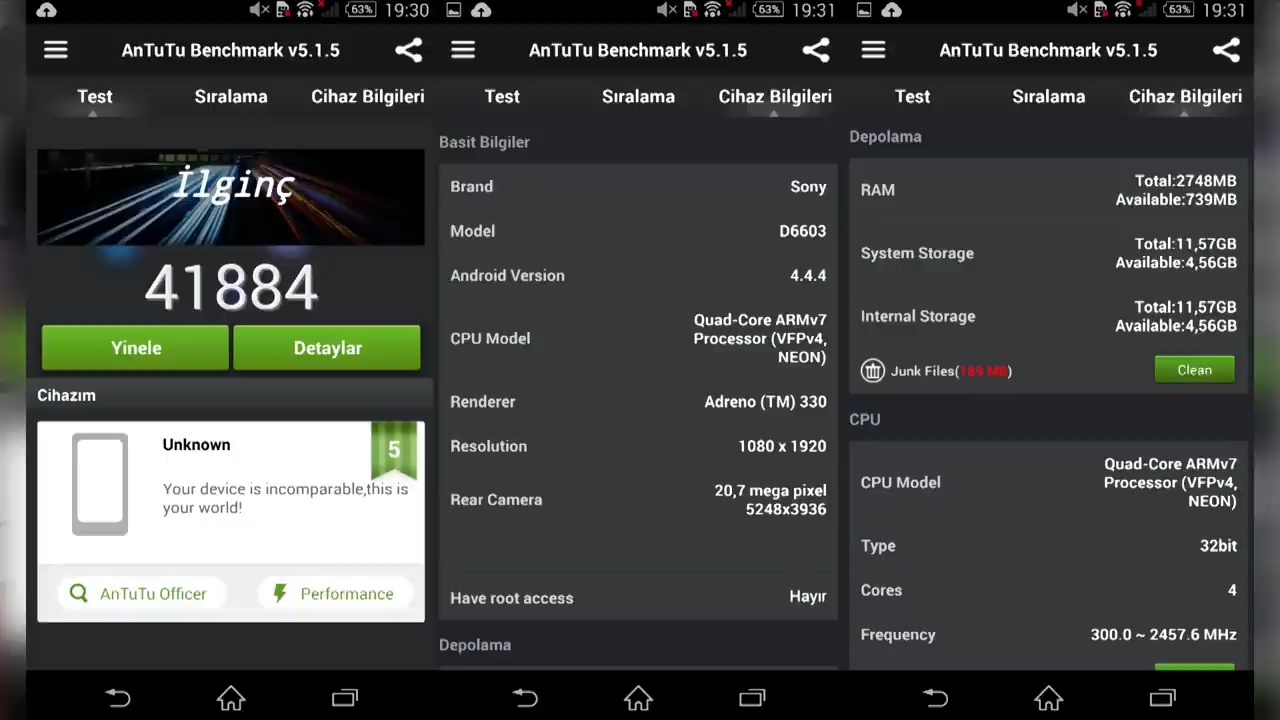 63% 19:30
AnTuTu Benchmark v5.1.5
Test Sıralama Cihaz Bilgileri
İlginç
41884
Yinele Detaylar
Cihazım
Unknown
5
Your device is incomparable,this is
your world!
AnTuTu Officer Performance
63% 19:31
AnTuTu Benchmark v5.1.5
Test Sıralama Cihaz Bilgileri
Basit Bilgiler
Brand Sony
Model D6603
Android Version 4.4.4
CPU Model Quad-Core ARMv7
Processor (VFPv4,
NEON)
Renderer Adreno (TM) 330
Resolution 1080 x 1920
Rear Camera 20,7 mega pixel
5248x3936
Have root access Hayır
Depolama
63% 19:31
AnTuTu Benchmark v5.1.5
Test Sıralama Cihaz Bilgileri
Depolama
RAM Total:2748MB
Available:739MB
System Storage Total:11,57GB
Available:4,56GB
Internal Storage Total:11,57GB
Available:4,56GB
Junk Files(189 MB) Clean
CPU
CPU Model Quad-Core ARMv7
Processor (VFPv4,
NEON)
Type 32bit
Cores 4
Frequency 300.0 ~ 2457.6 MHz